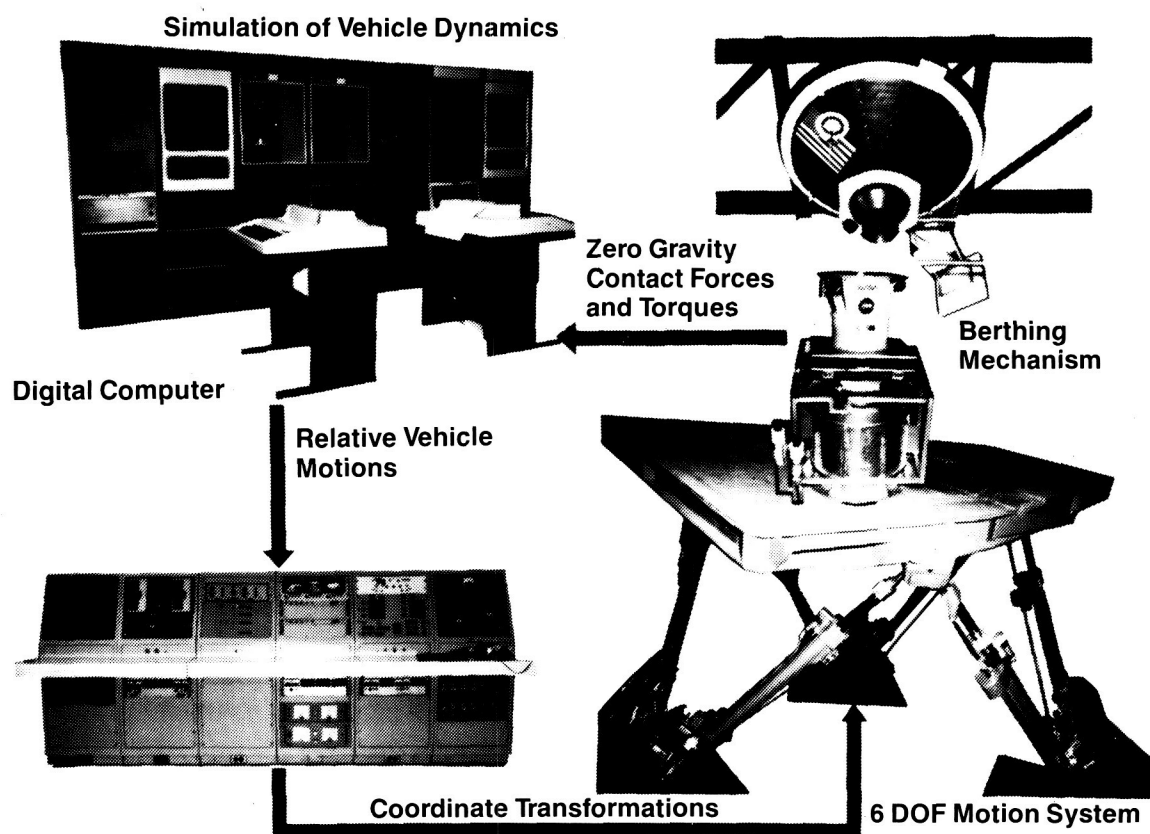 Simulation of Vehicle Dynamics
Zero Gravity
Contact Forces
and Torques
Berthing
Mechanism
Digital Computer
Relative Vehicle
Motions
Coordinate Transformations
6 DOF Motion System